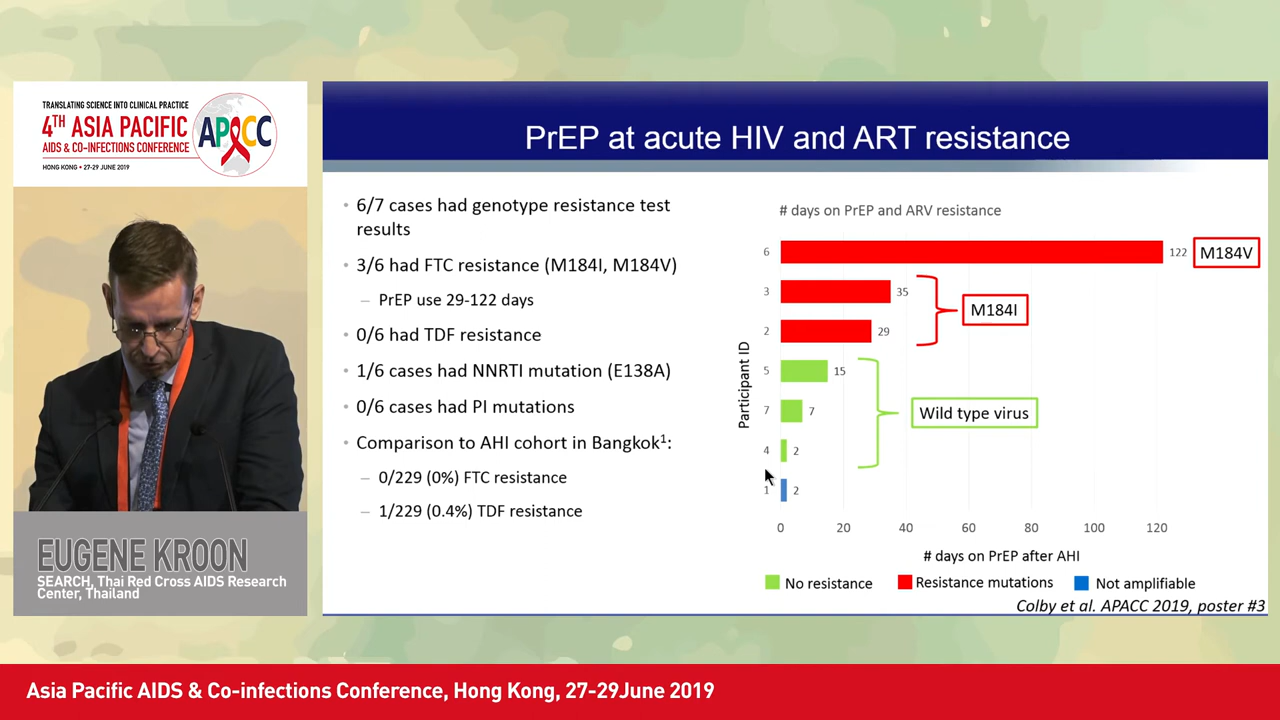 TRANSLATING SCIENCE INTO CLINICAL PRACTICE
4TH ASIA PACIFIC
AIDS & CO-INFECTIONS CONFERENCE
HONG KONG • 27-29 JUNE 2019
APACC
EUGENE KROON
SEARCH, Thai Red Cross AIDS Research
Center, Thailand
PrEP at acute HIV and ART resistance
• 6/7 cases had genotype resistance test
results
• 3/6 had FTC resistance (M184I, M184V)
– PrEP use 29-122 days
• 0/6 had TDF resistance
• 1/6 cases had NNRTI mutation (E138A)
• 0/6 cases had PI mutations
• Comparison to AHI cohort in Bangkok¹:
– 0/229 (0%) FTC resistance
– 1/229 (0.4%) TDF resistance
# days on PrEP and ARV resistance
Participant ID
6 122 M184V
3 35
M184I
2 29
5 15
7 7 Wild type virus
4 2
1 2
0 20 40 60 80 100 120
# days on PrEP after AHI
No resistance Resistance mutations Not amplifiable
Colby et al. APACC 2019, poster #3
Asia Pacific AIDS & Co-infections Conference, Hong Kong, 27-29June 2019